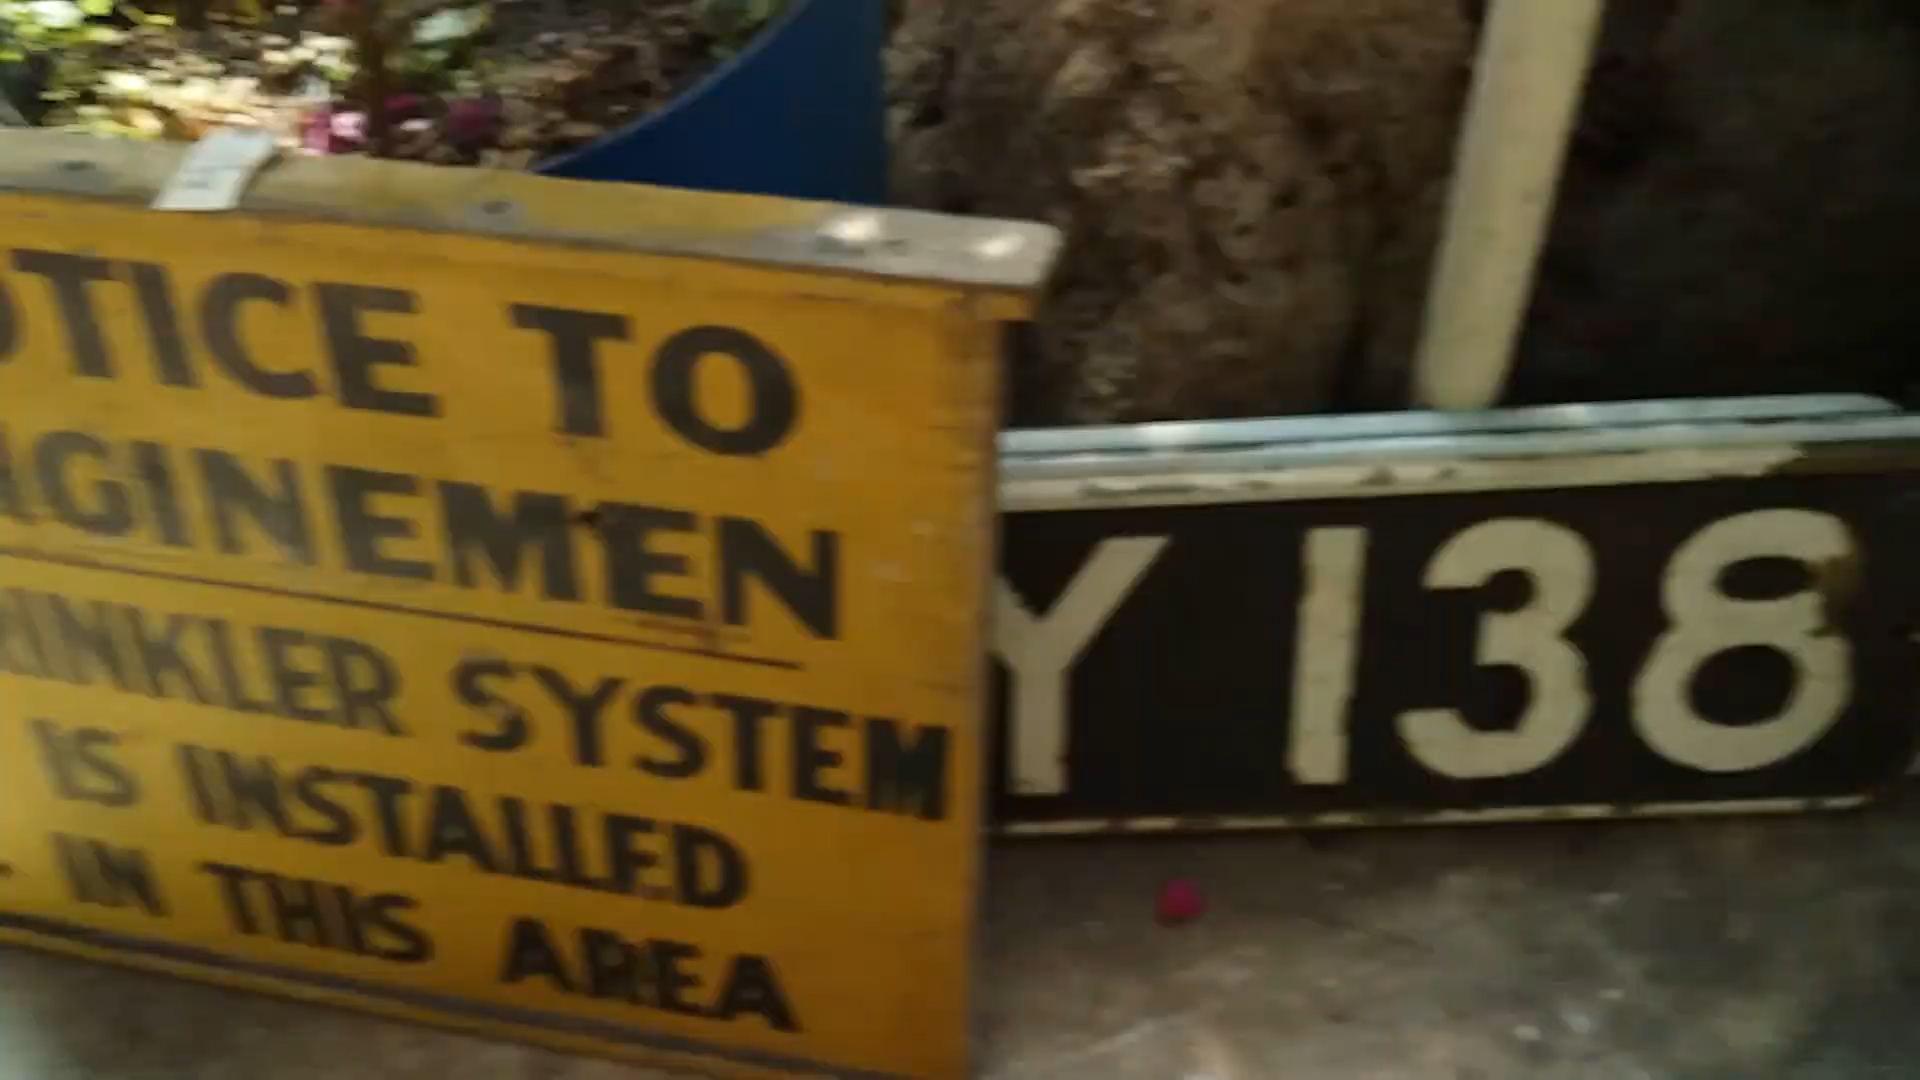 OTICE TO
NGINEMEN
RINKLER SYSTEM
IS INSTALLED
IN THIS AREA
Y 138